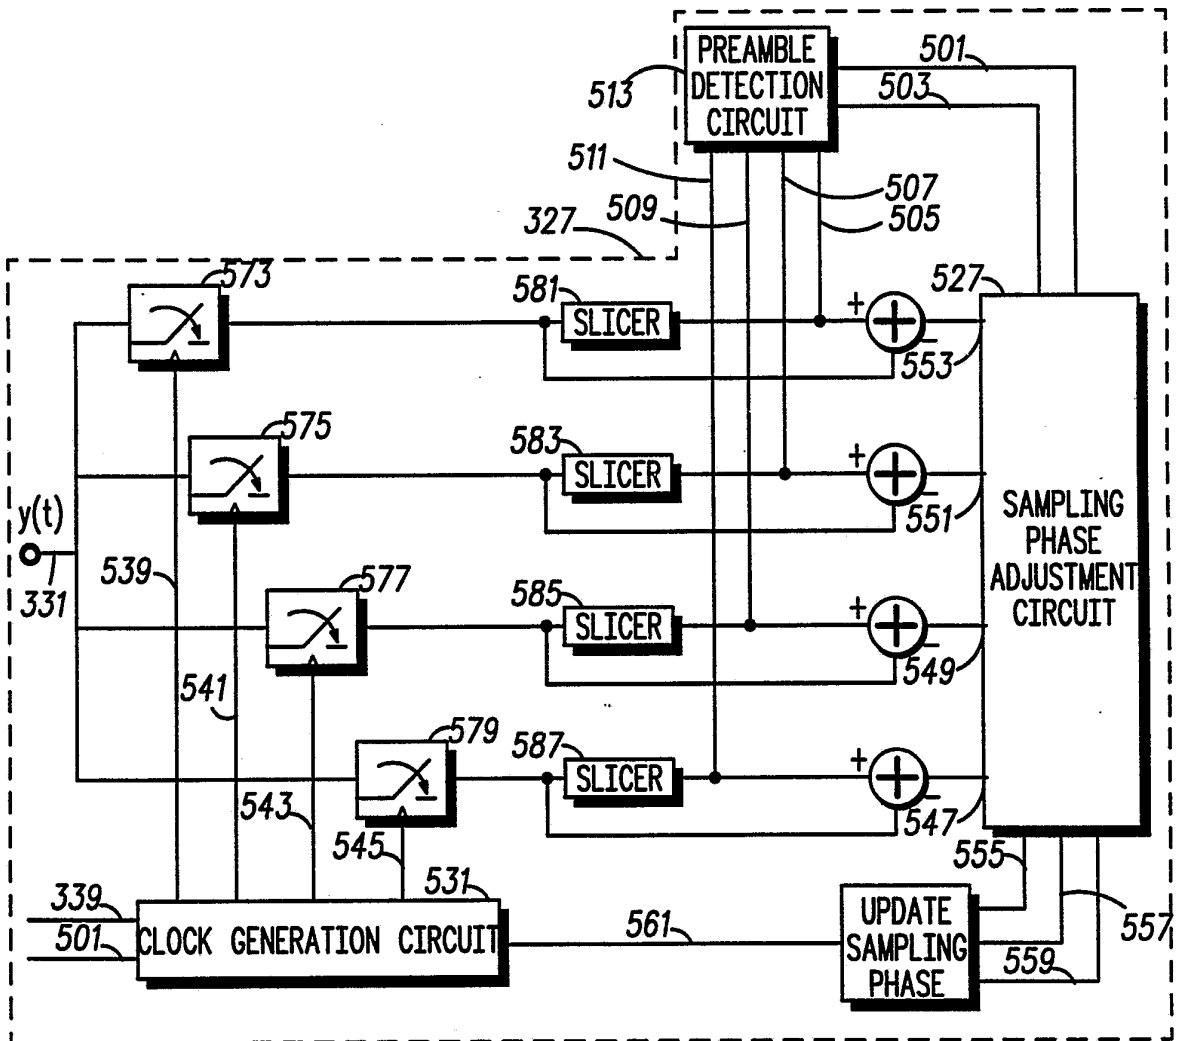 PREAMBLE
DETECTION
CIRCUIT
501
503
513
511
507
509
505
327
573
581
527
SLICER
+
−
553
575
583
SLICER
+
−
551
y(t)
331
SAMPLING
PHASE
ADJUSTMENT
CIRCUIT
539
577
585
SLICER
+
−
549
541
579
587
SLICER
+
−
547
543
545
555
531
339
501
CLOCK GENERATION CIRCUIT
561
UPDATE
SAMPLING
PHASE
557
559